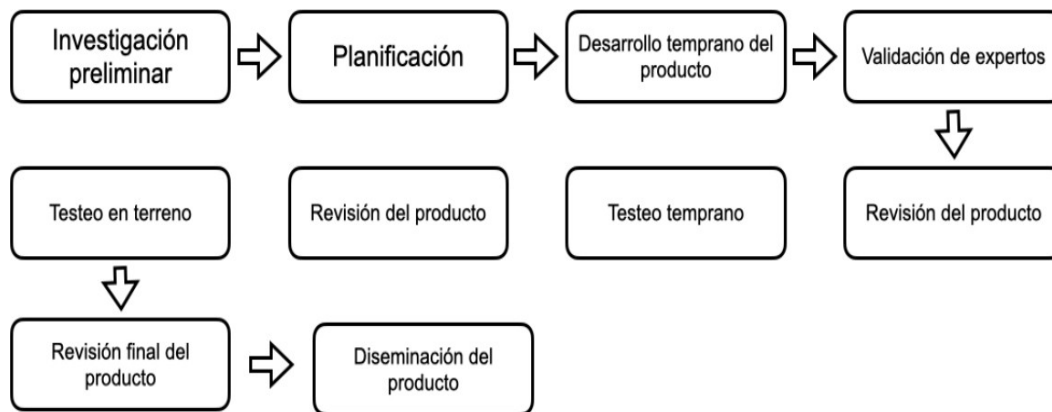 Investigación
preliminar
Planificación
Desarrollo temprano del
producto
Validación de expertos
Testeo en terreno
Revisión del producto
Testeo temprano
Revisión del producto
Revisión final del
producto
Diseminación del
producto